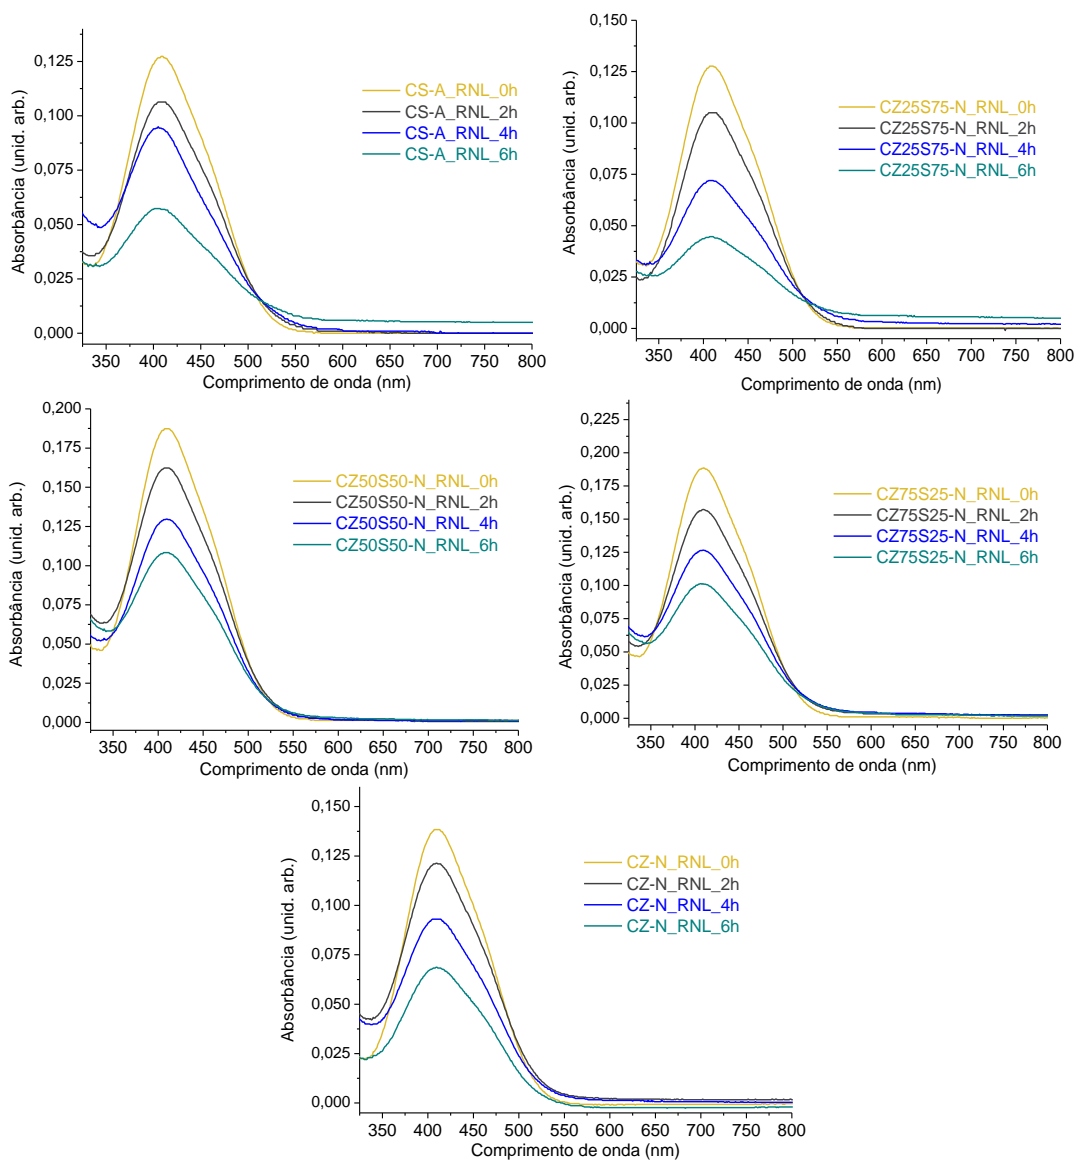 Absorbância (unid. arb.)
0,125
0,100
0,075
0,050
0,025
0,000
CS-A_RNL_0h
CS-A_RNL_2h
CS-A_RNL_4h
CS-A_RNL_6h
350 400 450 500 550 600 650 700 750 800
Comprimento de onda (nm)
Absorbância (unid. arb.)
0,150
0,125
0,100
0,075
0,050
0,025
0,000
CZ25S75-N_RNL_0h
CZ25S75-N_RNL_2h
CZ25S75-N_RNL_4h
CZ25S75-N_RNL_6h
350 400 450 500 550 600 650 700 750 800
Comprimento de onda (nm)
Absorbância (unid. arb.)
0,200
0,175
0,150
0,125
0,100
0,075
0,050
0,025
0,000
CZ50S50-N_RNL_0h
CZ50S50-N_RNL_2h
CZ50S50-N_RNL_4h
CZ50S50-N_RNL_6h
350 400 450 500 550 600 650 700 750 800
Comprimento de onda (nm)
Absorbância (unid. arb.)
0,225
0,200
0,175
0,150
0,125
0,100
0,075
0,050
0,025
0,000
CZ75S25-N_RNL_0h
CZ75S25-N_RNL_2h
CZ75S25-N_RNL_4h
CZ75S25-N_RNL_6h
350 400 450 500 550 600 650 700 750 800
Comprimento de onda (nm)
Absorbância (unid. arb.)
0,150
0,125
0,100
0,075
0,050
0,025
0,000
CZ-N_RNL_0h
CZ-N_RNL_2h
CZ-N_RNL_4h
CZ-N_RNL_6h
350 400 450 500 550 600 650 700 750 800
Comprimento de onda (nm)